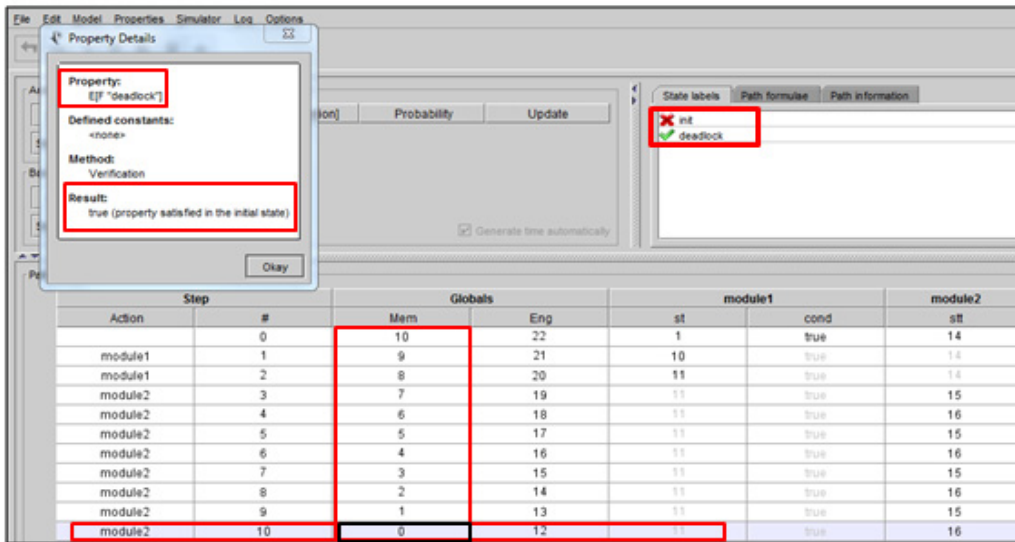 File Edit Model Properties Simulator Log Options
Property Details
Property:
E[F "deadlock"]
Defined constants:
<none>
Method:
Verification
Result:
true (property satisfied in the initial state)
Okay
Probability Update
Generate time automatically
State labels Path formulae Path information
init
deadlock
Step Globals module1 module2
Action # Mem Eng st cond stt
0 10 22 1 true 14
module1 1 9 21 10 true 14
module1 2 8 20 11 true 14
module2 3 7 19 11 true 15
module2 4 6 18 11 true 16
module2 5 5 17 11 true 15
module2 6 4 16 11 true 16
module2 7 3 15 11 true 15
module2 8 2 14 11 true 16
module2 9 1 13 11 true 15
module2 10 0 12 11 true 16